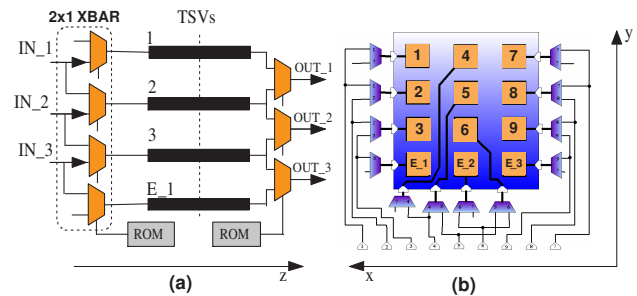 2x1 XBAR
TSVs
IN_1
1
OUT_1
IN_2
2
OUT_2
IN_3
3
OUT_3
E_1
ROM
ROM
(a)
z
y
1
4
7
2
5
8
3
6
9
E_1
E_2
E_3
x
(b)